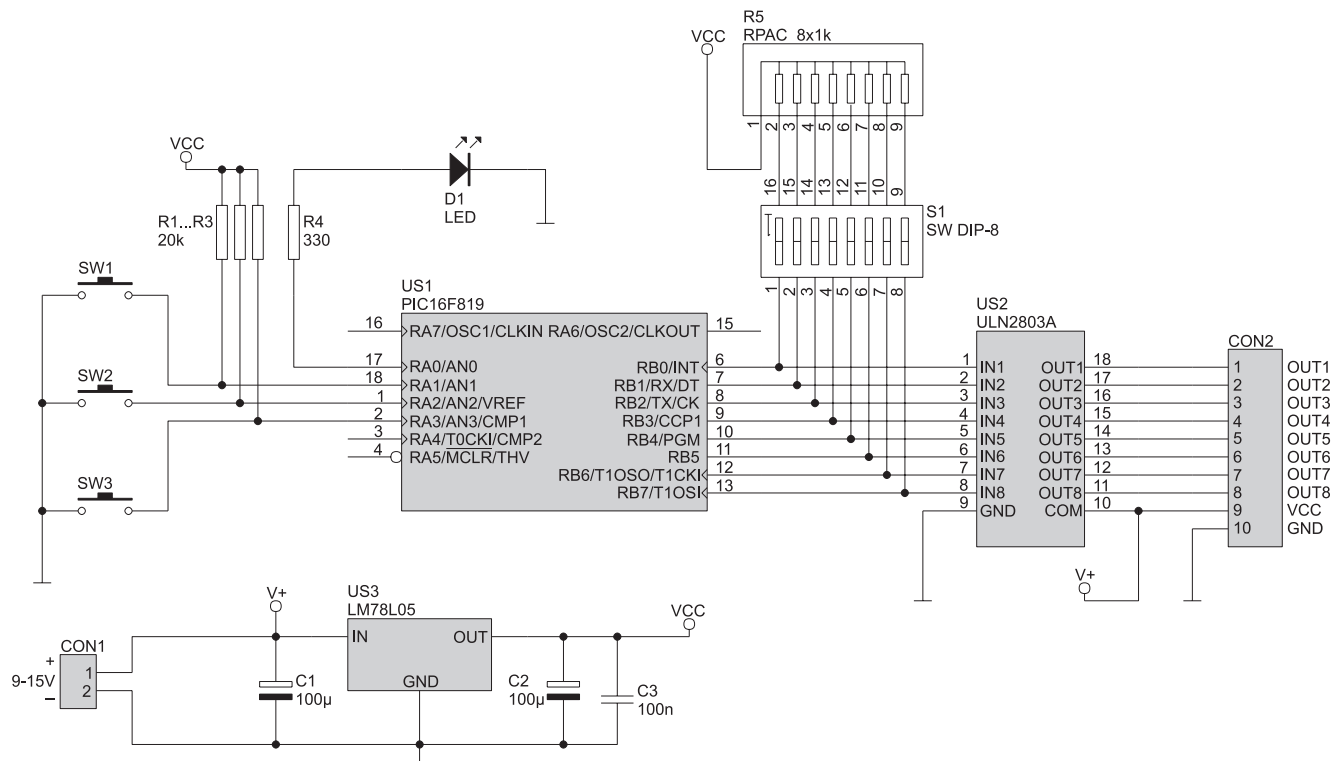 R5
RPAC 8x1k
VCC
1 2 3 4 5 6 7 8 9
16 15 14 13 12 11 10 9
S1
SW DIP-8
1 2 3 4 5 6 7 8
VCC
R1...R3
20k
R4
330
D1
LED
SW1
SW2
SW3
US1
PIC16F819
16 RA7/OSC1/CLKIN RA6/OSC2/CLKOUT 15
17 RA0/AN0 RB0/INT 6
18 RA1/AN1 RB1/RX/DT 7
1 RA2/AN2/VREF RB2/TX/CK 8
2 RA3/AN3/CMP1 RB3/CCP1 9
3 RA4/T0CKI/CMP2 RB4/PGM 10
4 RA5/MCLR/THV RB5 11
RB6/T1OSO/T1CKI 12
RB7/T1OSI 13
US2
ULN2803A
1 IN1 OUT1 18
2 IN2 OUT2 17
3 IN3 OUT3 16
4 IN4 OUT4 15
5 IN5 OUT5 14
6 IN6 OUT6 13
7 IN7 OUT7 12
8 IN8 OUT8 11
9 GND COM 10
CON2
1 OUT1
2 OUT2
3 OUT3
4 OUT4
5 OUT5
6 OUT6
7 OUT7
8 OUT8
9 VCC
10 GND
V+
V+
US3
LM78L05
IN OUT
GND
VCC
CON1
+
9-15V
–
1
2
C1
100µ
C2
100µ
C3
100n